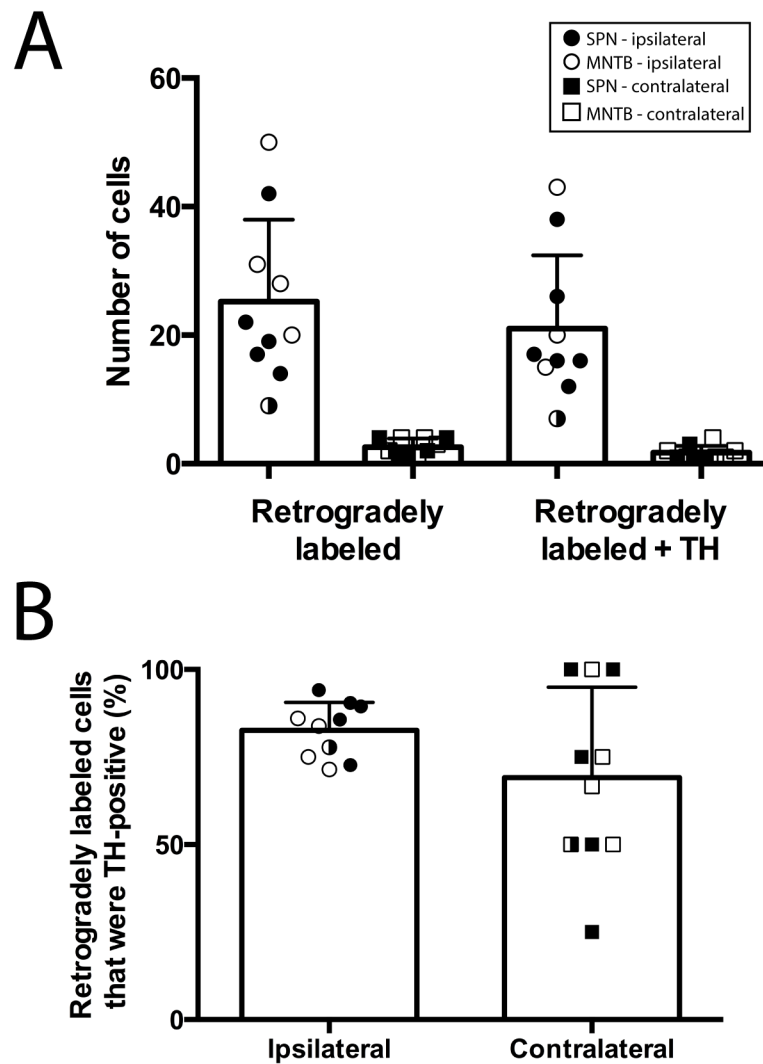 A
SPN - ipsilateral
MNTB - ipsilateral
SPN - contralateral
MNTB - contralateral
60
40
20
0
Number of cells
Retrogradely
labeled
Retrogradely
labeled + TH
B
Retrogradely labeled cells
that were TH-positive (%)
100
50
0
Ipsilateral
Contralateral